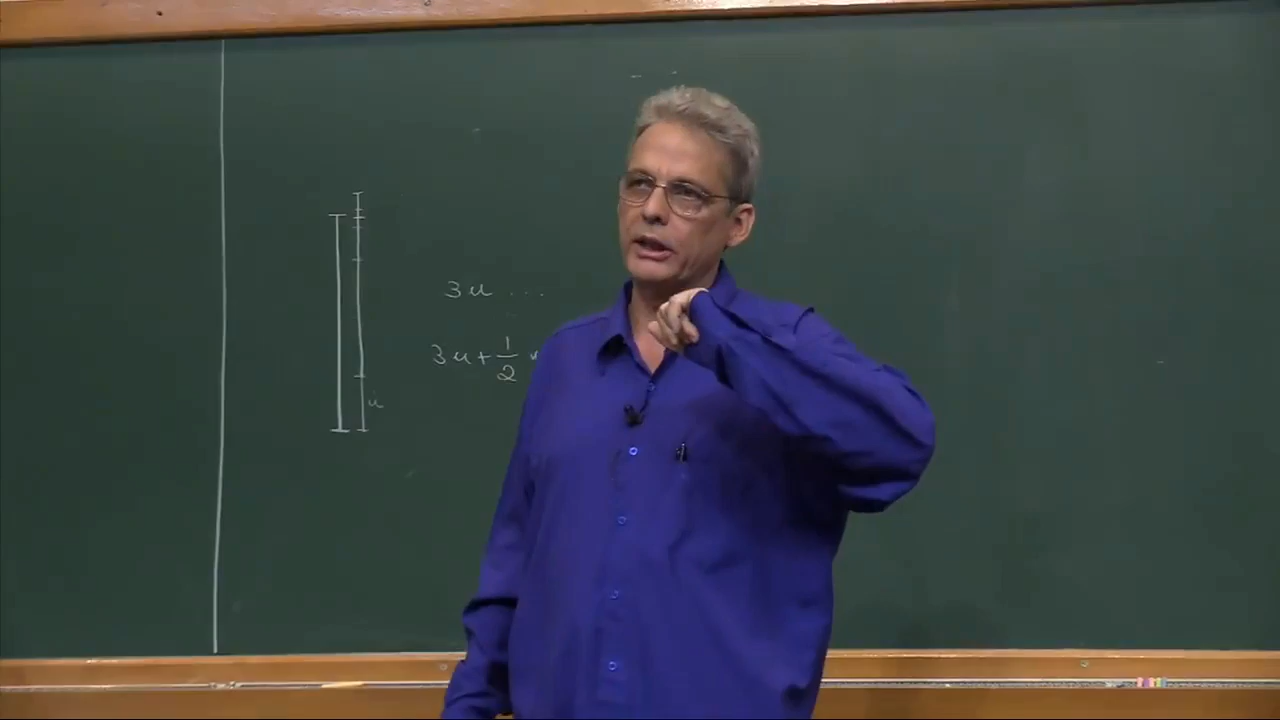 3u ...
3u + 1/2
u